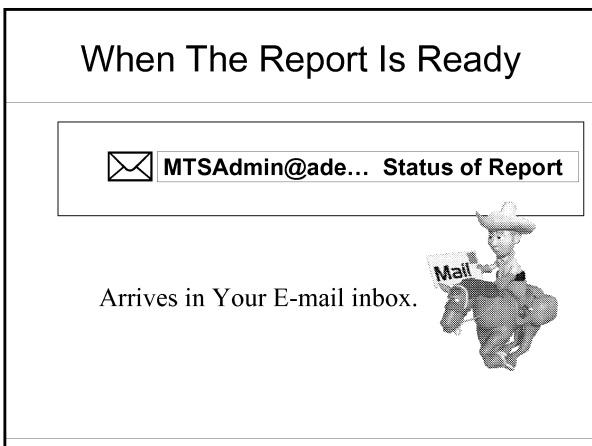 When The Report Is Ready
MTSAdmin@ade... Status of Report
Mail
Arrives in Your E-mail inbox.